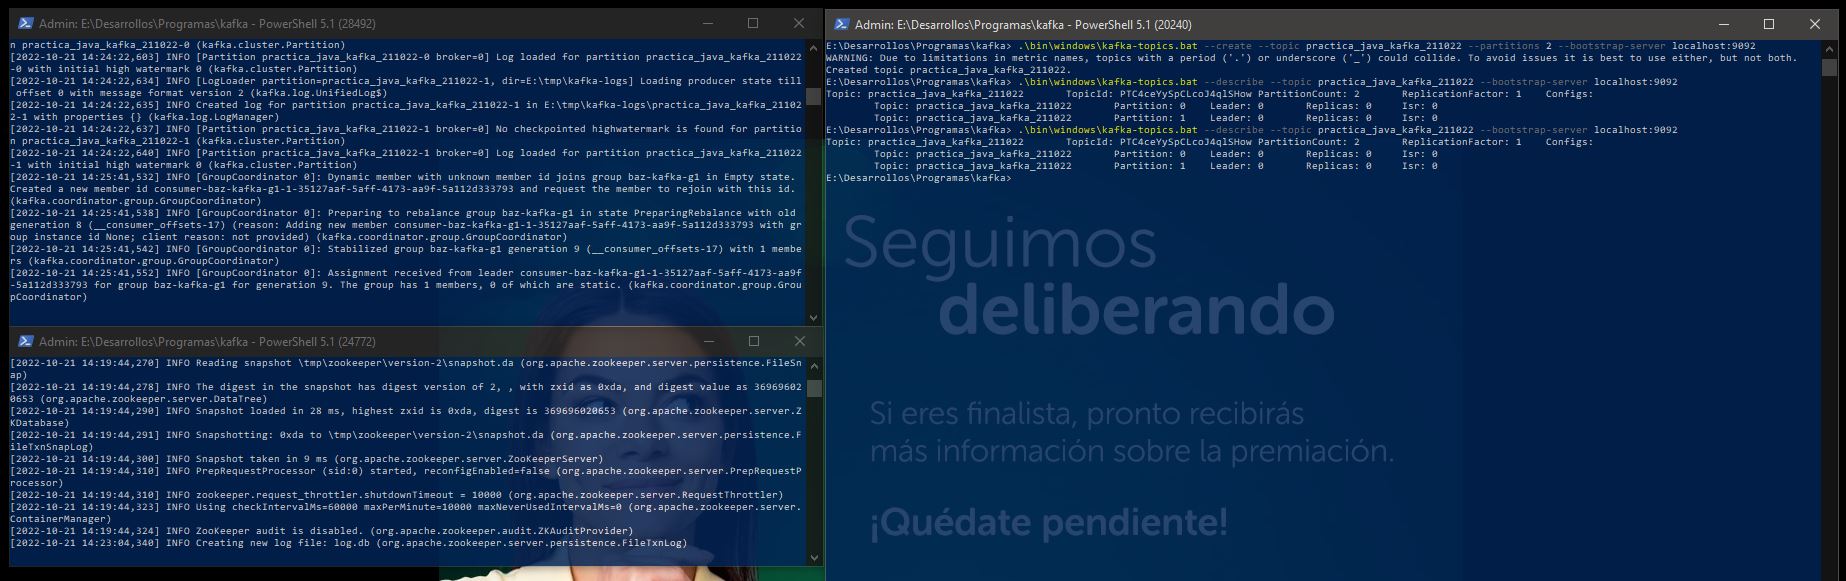 Admin: E:\Desarrollos\Programas\kafka - PowerShell 5.1 (28492)
n practica_java_kafka_211022-0 (kafka.cluster.Partition)
[2022-10-21 14:24:22,603] INFO [Partition practica_java_kafka_211022-0 broker=0] Log loaded for partition practica_java_kafka_211022
-0 with initial high watermark 0 (kafka.cluster.Partition)
[2022-10-21 14:24:22,634] INFO [LogLoader partition=practica_java_kafka_211022-1, dir=E:\tmp\kafka-logs] Loading producer state till
 offset 0 with message format version 2 (kafka.log.UnifiedLog$)
[2022-10-21 14:24:22,635] INFO Created log for partition practica_java_kafka_211022-1 in E:\tmp\kafka-logs\practica_java_kafka_21102
2-1 with properties {} (kafka.log.LogManager)
[2022-10-21 14:24:22,637] INFO [Partition practica_java_kafka_211022-1 broker=0] No checkpointed highwatermark is found for partitio
n practica_java_kafka_211022-1 (kafka.cluster.Partition)
[2022-10-21 14:24:22,640] INFO [Partition practica_java_kafka_211022-1 broker=0] Log loaded for partition practica_java_kafka_211022
-1 with initial high watermark 0 (kafka.cluster.Partition)
[2022-10-21 14:25:41,532] INFO [GroupCoordinator 0]: Dynamic member with unknown member id joins group baz-kafka-g1 in Empty state.
Created a new member id consumer-baz-kafka-g1-1-35127aaf-5aff-4173-aa9f-5a112d333793 and request the member to rejoin with this id.
(kafka.coordinator.group.GroupCoordinator)
[2022-10-21 14:25:41,538] INFO [GroupCoordinator 0]: Preparing to rebalance group baz-kafka-g1 in state PreparingRebalance with old
generation 8 (__consumer_offsets-17) (reason: Adding new member consumer-baz-kafka-g1-1-35127aaf-5aff-4173-aa9f-5a112d333793 with gr
oup instance id None; client reason: not provided) (kafka.coordinator.group.GroupCoordinator)
[2022-10-21 14:25:41,542] INFO [GroupCoordinator 0]: Stabilized group baz-kafka-g1 generation 9 (__consumer_offsets-17) with 1 membe
rs (kafka.coordinator.group.GroupCoordinator)
[2022-10-21 14:25:41,552] INFO [GroupCoordinator 0]: Assignment received from leader consumer-baz-kafka-g1-1-35127aaf-5aff-4173-aa9f
-5a112d333793 for group baz-kafka-g1 for generation 9. The group has 1 members, 0 of which are static. (kafka.coordinator.group.Grou
pCoordinator)
Admin: E:\Desarrollos\Programas\kafka - PowerShell 5.1 (24772)
[2022-10-21 14:19:44,270] INFO Reading snapshot \tmp\zookeeper\version-2\snapshot.da (org.apache.zookeeper.server.persistence.FileSn
ap)
[2022-10-21 14:19:44,278] INFO The digest in the snapshot has digest version of 2, , with zxid as 0xda, and digest value as 36969602
0653 (org.apache.zookeeper.server.DataTree)
[2022-10-21 14:19:44,290] INFO Snapshot loaded in 28 ms, highest zxid is 0xda, digest is 369696020653 (org.apache.zookeeper.server.Z
KDatabase)
[2022-10-21 14:19:44,291] INFO Snapshotting: 0xda to \tmp\zookeeper\version-2\snapshot.da (org.apache.zookeeper.server.persistence.F
ileTxnSnapLog)
[2022-10-21 14:19:44,300] INFO Snapshot taken in 9 ms (org.apache.zookeeper.server.ZooKeeperServer)
[2022-10-21 14:19:44,310] INFO PrepRequestProcessor (sid:0) started, reconfigEnabled=false (org.apache.zookeeper.server.PrepRequestP
rocessor)
[2022-10-21 14:19:44,310] INFO zookeeper.request_throttler.shutdownTimeout = 10000 (org.apache.zookeeper.server.RequestThrottler)
[2022-10-21 14:19:44,323] INFO Using checkIntervalMs=60000 maxPerMinute=10000 maxNeverUsedIntervalMs=0 (org.apache.zookeeper.server.
ContainerManager)
[2022-10-21 14:19:44,324] INFO ZooKeeper audit is disabled. (org.apache.zookeeper.audit.ZKAuditProvider)
[2022-10-21 14:23:04,340] INFO Creating new log file: log.db (org.apache.zookeeper.server.persistence.FileTxnLog)
Admin: E:\Desarrollos\Programas\kafka - PowerShell 5.1 (20240)
E:\Desarrollos\Programas\kafka> .\bin\windows\kafka-topics.bat --create --topic practica_java_kafka_211022 --partitions 2 --bootstrap-server localhost:9092
WARNING: Due to limitations in metric names, topics with a period ('.') or underscore ('_') could collide. To avoid issues it is best to use either, but not both.
Created topic practica_java_kafka_211022.
E:\Desarrollos\Programas\kafka> .\bin\windows\kafka-topics.bat --describe --topic practica_java_kafka_211022 --bootstrap-server localhost:9092
Topic: practica_java_kafka_211022 TopicId: PTC4ceYySpCLcoJ4qlSHow PartitionCount: 2 ReplicationFactor: 1 Configs:
Topic: practica_java_kafka_211022 Partition: 0 Leader: 0 Replicas: 0 Isr: 0
Topic: practica_java_kafka_211022 Partition: 1 Leader: 0 Replicas: 0 Isr: 0
E:\Desarrollos\Programas\kafka> .\bin\windows\kafka-topics.bat --describe --topic practica_java_kafka_211022 --bootstrap-server localhost:9092
Topic: practica_java_kafka_211022 TopicId: PTC4ceYySpCLcoJ4qlSHow PartitionCount: 2 ReplicationFactor: 1 Configs:
Topic: practica_java_kafka_211022 Partition: 0 Leader: 0 Replicas: 0 Isr: 0
Topic: practica_java_kafka_211022 Partition: 1 Leader: 0 Replicas: 0 Isr: 0
E:\Desarrollos\Programas\kafka>
Seguimos
deliberando
Si eres finalista, pronto recibirás
más información sobre la premiación.
¡Quédate pendiente!